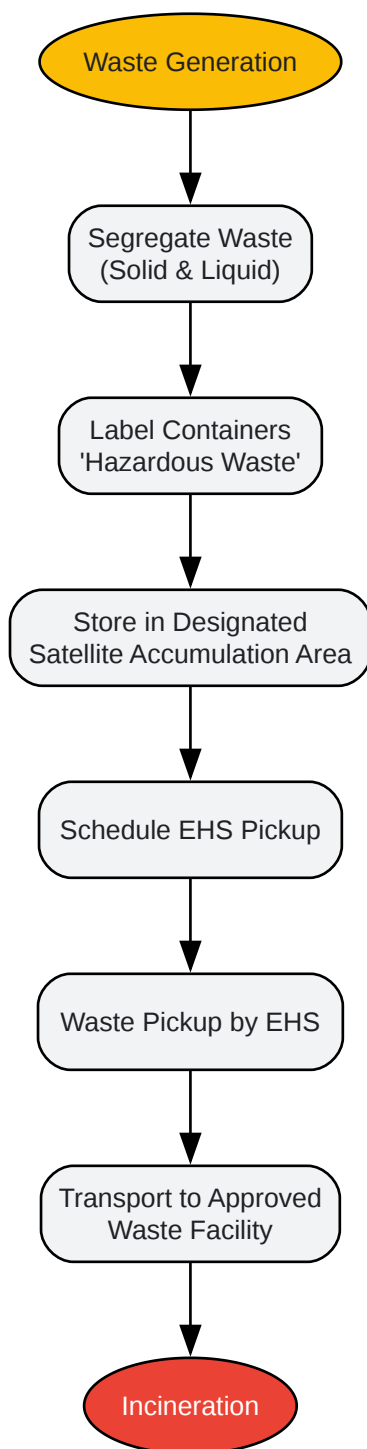 Waste Generation
Segregate Waste
(Solid & Liquid)
Label Containers
'Hazardous Waste'
Store in Designated
Satellite Accumulation Area
Schedule EHS Pickup
Waste Pickup by EHS
Transport to Approved
Waste Facility
Incineration